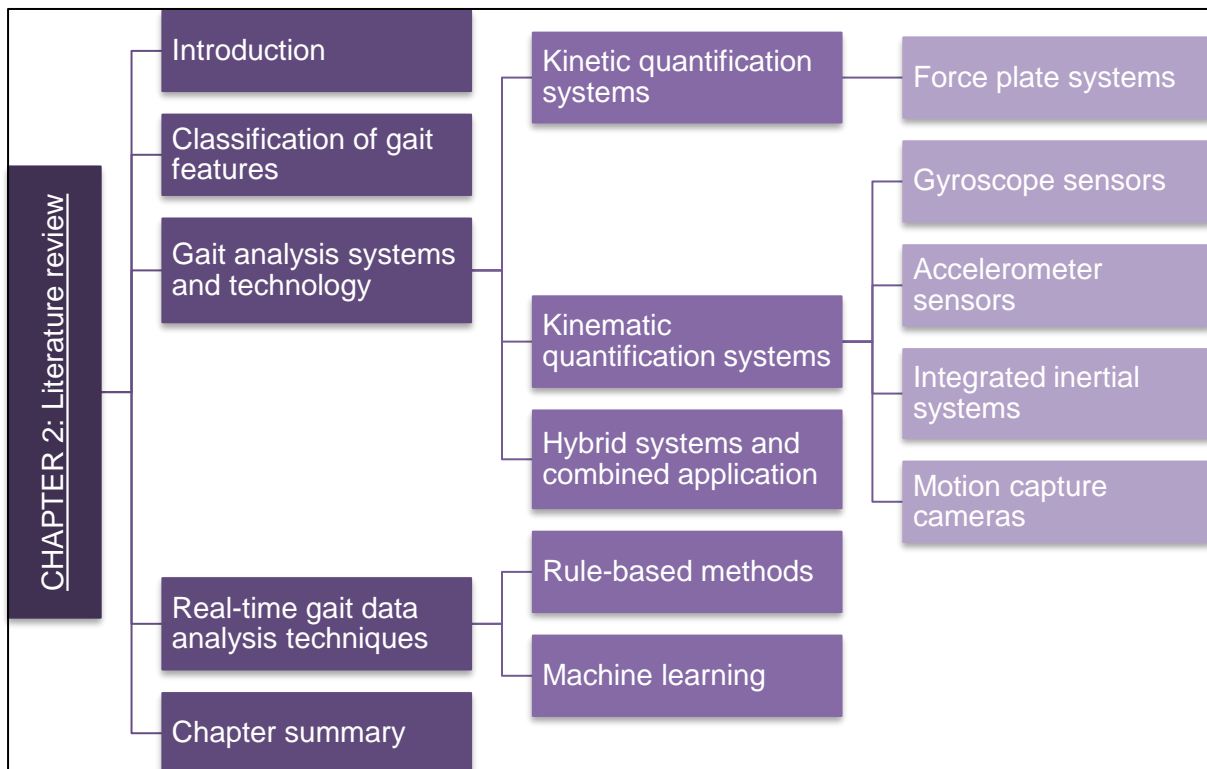 CHAPTER 2: Literature review
Introduction
Classification of gait
features
Gait analysis systems
and technology
Kinetic quantification
systems
Force plate systems
Kinematic
quantification systems
Gyroscope sensors
Accelerometer
sensors
Integrated inertial
systems
Motion capture
cameras
Hybrid systems and
combined application
Real-time gait data
analysis techniques
Rule-based methods
Machine learning
Chapter summary